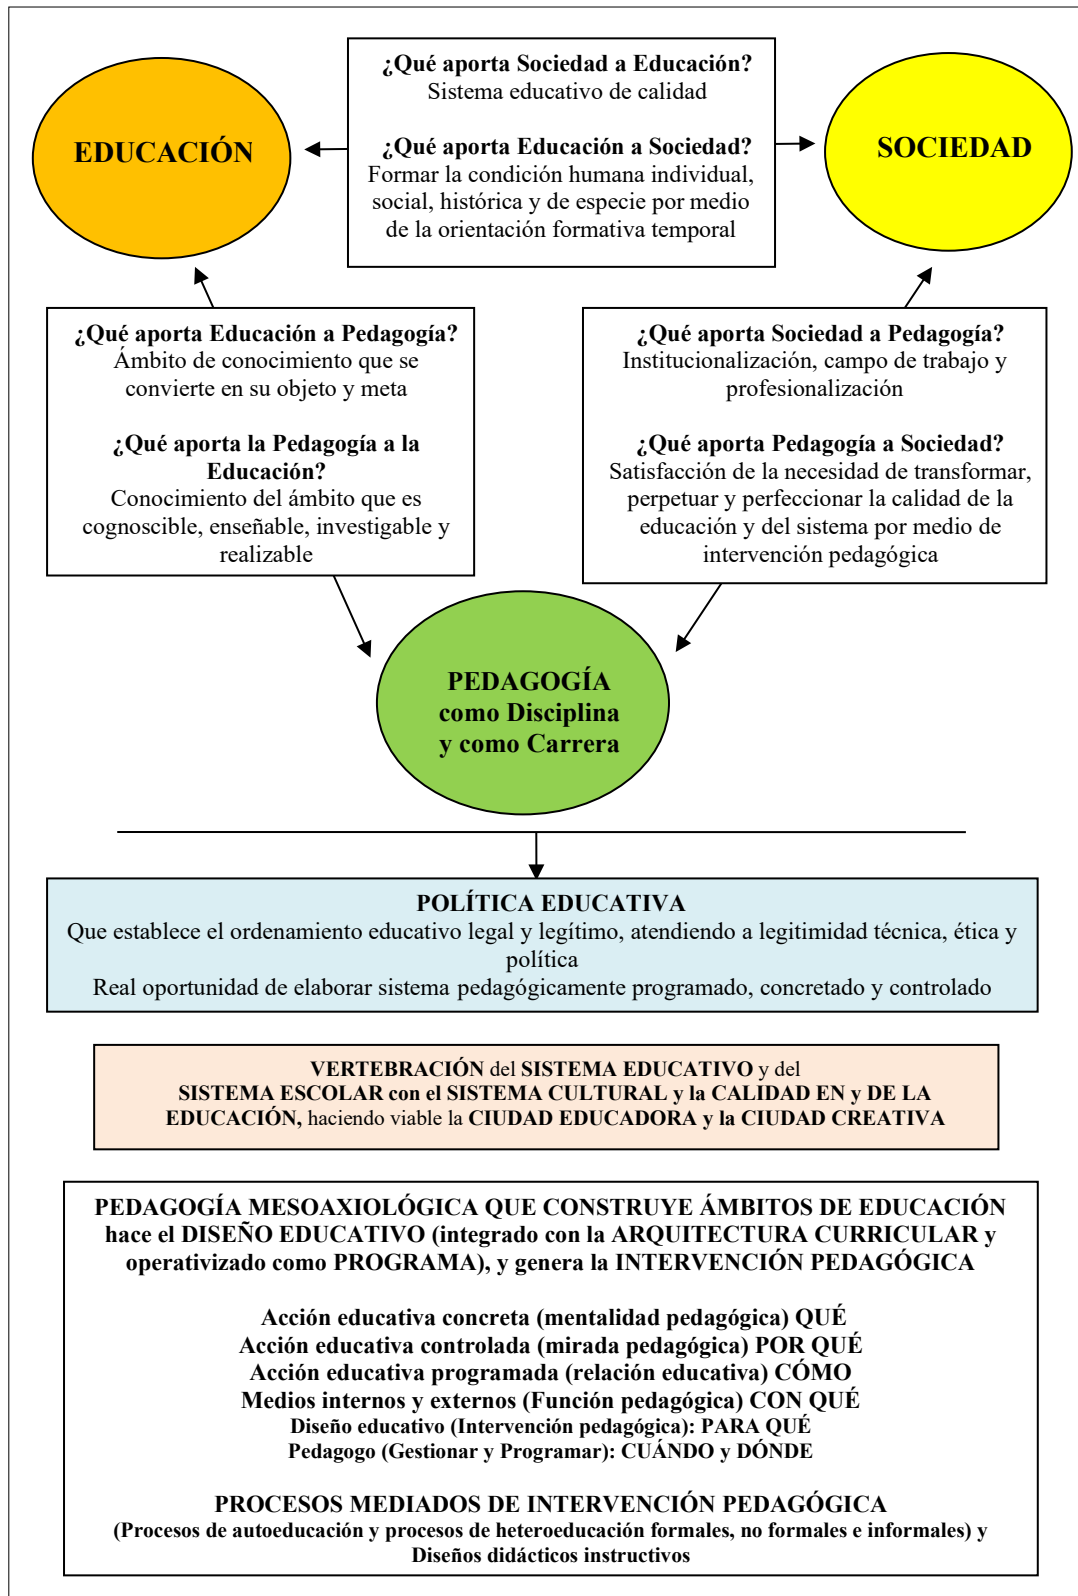 ¿Qué aporta Sociedad a Educación?
Sistema educativo de calidad
¿Qué aporta Educación a Sociedad?
Formar la condición humana individual,
social, histórica y de especie por medio
de la orientación formativa temporal
EDUCACIÓN
SOCIEDAD
¿Qué aporta Educación a Pedagogía?
Ámbito de conocimiento que se
convierte en su objeto y meta
¿Qué aporta la Pedagogía a la
Educación?
Conocimiento del ámbito que es
cognoscible, enseñable, investigable y
realizable
¿Qué aporta Sociedad a Pedagogía?
Institucionalización, campo de trabajo y
profesionalización
¿Qué aporta Pedagogía a Sociedad?
Satisfacción de la necesidad de transformar,
perpetuar y perfeccionar la calidad de la
educación y del sistema por medio de
intervención pedagógica
PEDAGOGÍA
como Disciplina
y como Carrera
POLÍTICA EDUCATIVA
Que establece el ordenamiento educativo legal y legítimo, atendiendo a legitimidad técnica, ética y
política
Real oportunidad de elaborar sistema pedagógicamente programado, concretado y controlado
VERTEBRACIÓN del SISTEMA EDUCATIVO y del
SISTEMA ESCOLAR con el SISTEMA CULTURAL y la CALIDAD EN y DE LA
EDUCACIÓN, haciendo viable la CIUDAD EDUCADORA y la CIUDAD CREATIVA
PEDAGOGÍA MESOAXIOLÓGICA QUE CONSTRUYE ÁMBITOS DE EDUCACIÓN
hace el DISEÑO EDUCATIVO (integrado con la ARQUITECTURA CURRICULAR y
operativizado como PROGRAMA), y genera la INTERVENCIÓN PEDAGÓGICA
Acción educativa concreta (mentalidad pedagógica) QUÉ
Acción educativa controlada (mirada pedagógica) POR QUÉ
Acción educativa programada (relación educativa) CÓMO
Medios internos y externos (Función pedagógica) CON QUÉ
Diseño educativo (Intervención pedagógica): PARA QUÉ
Pedagogo (Gestionar y Programar): CUÁNDO y DÓNDE
PROCESOS MEDIADOS DE INTERVENCIÓN PEDAGÓGICA
(Procesos de autoeducación y procesos de heteroeducación formales, no formales e informales) y
Diseños didácticos instructivos